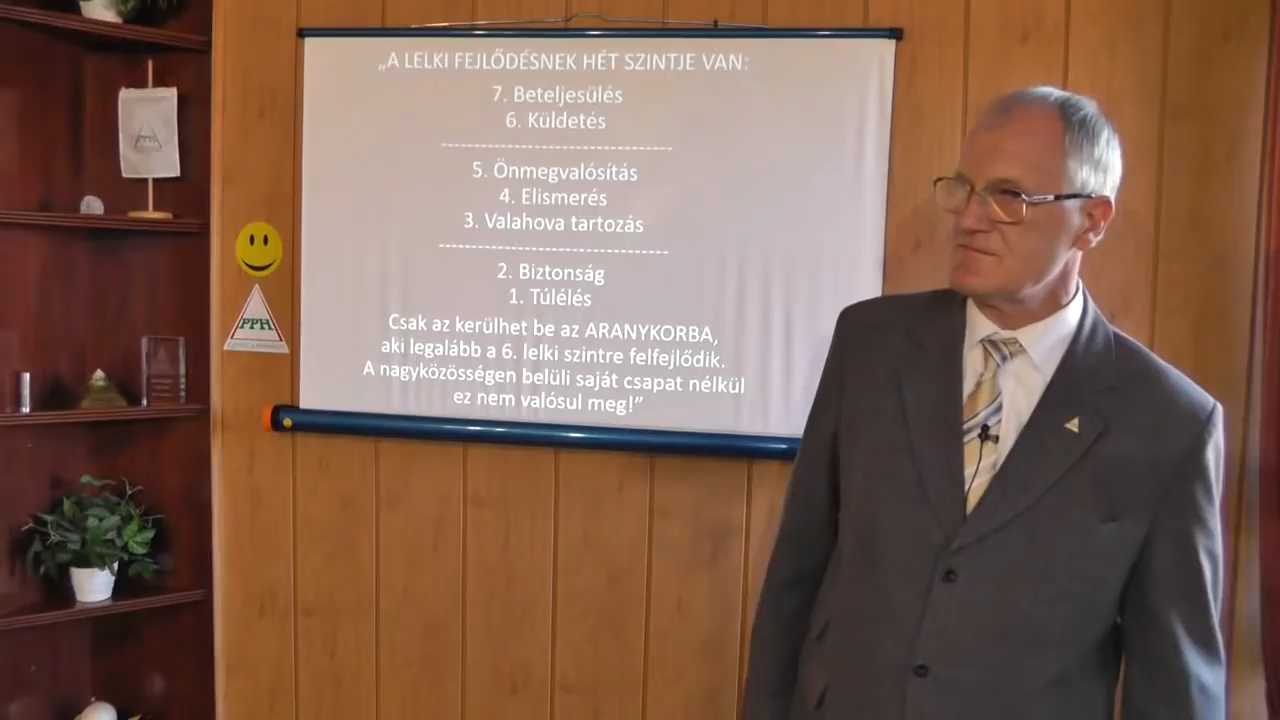 „A LELKI FEJLŐDÉSNEK HÉT SZINTJE VAN:
7. Beteljesülés
6. Küldetés
------------------------------
5. Önmegvalósítás
4. Elismerés
3. Valahova tartozás
------------------------------
2. Biztonság
1. Túlélés
Csak az kerülhet be az ARANYKORBA,
aki legalább a 6. lelki szintre felfejlődik.
A nagyközösségen belüli saját csapat nélkül
ez nem valósul meg!”
PPH
PPH